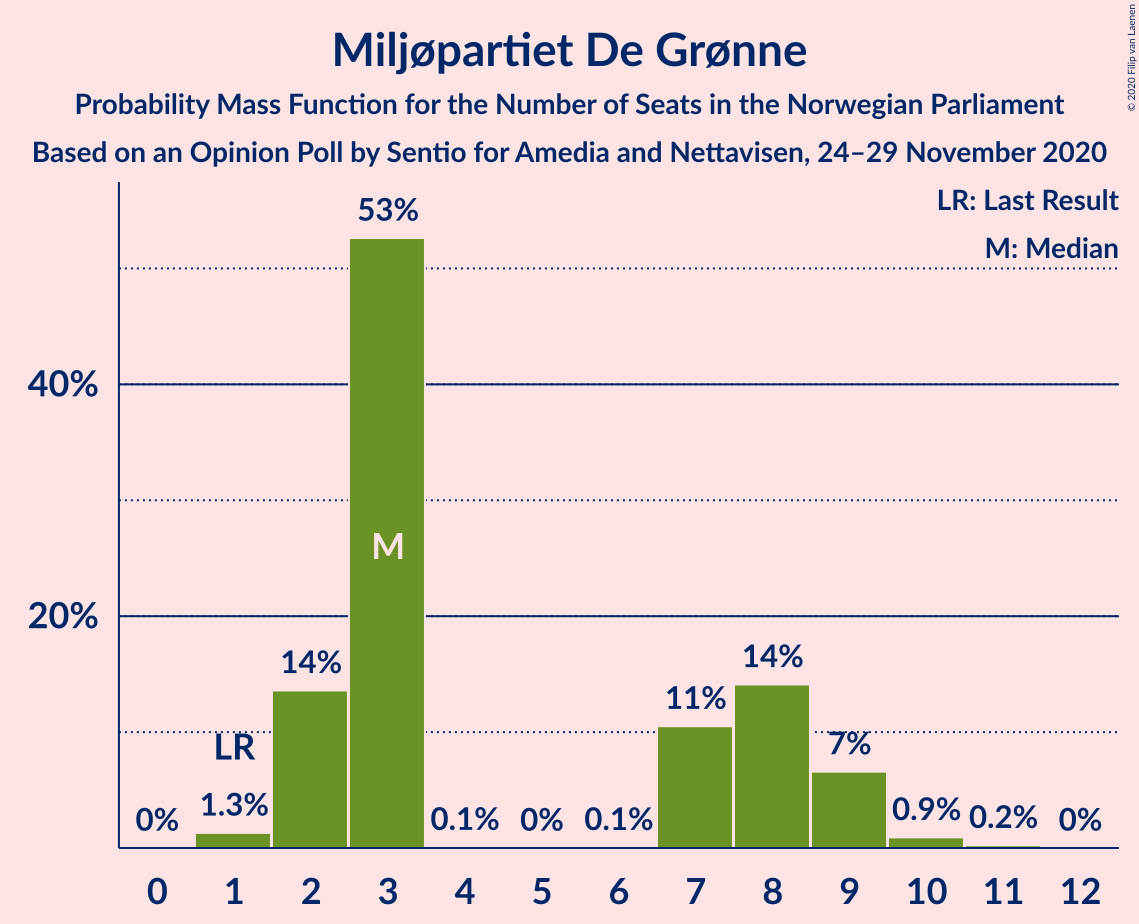 Miljøpartiet De Grønne
Probability Mass Function for the Number of Seats in the Norwegian Parliament
Based on an Opinion Poll by Sentio for Amedia and Nettavisen, 24–29 November 2020
© 2020 Filip van Laenen
LR: Last Result
M: Median
53%
40%
M
20%
14%
14%
11%
LR
7%
0%
1.3%
0.1%
0%
0.1%
0.9%
0.2%
0%
0 1 2 3 4 5 6 7 8 9 10 11 12